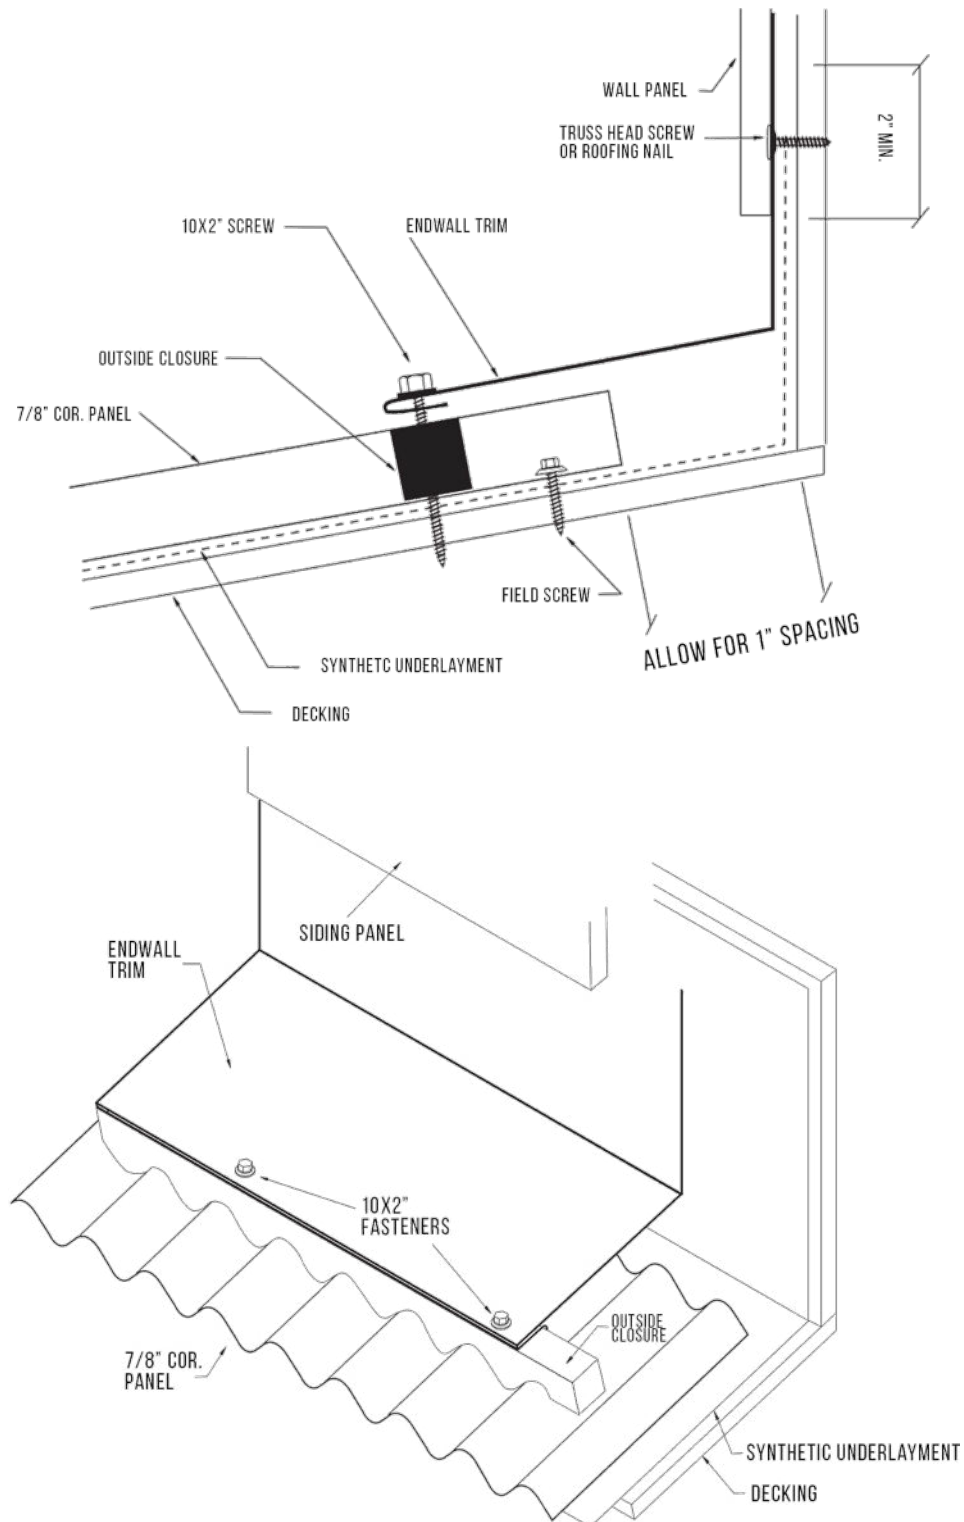 WALL PANEL
TRUSS HEAD SCREW
OR ROOFING NAIL
2" MIN.
10X2" SCREW
ENDWALL TRIM
OUTSIDE CLOSURE
7/8" COR. PANEL
FIELD SCREW
ALLOW FOR 1" SPACING
SYNTHETC UNDERLAYMENT
DECKING
SIDING PANEL
ENDWALL
TRIM
10X2"
FASTENERS
OUTSIDE
CLOSURE
7/8" COR.
PANEL
SYNTHETIC UNDERLAYMENT
DECKING